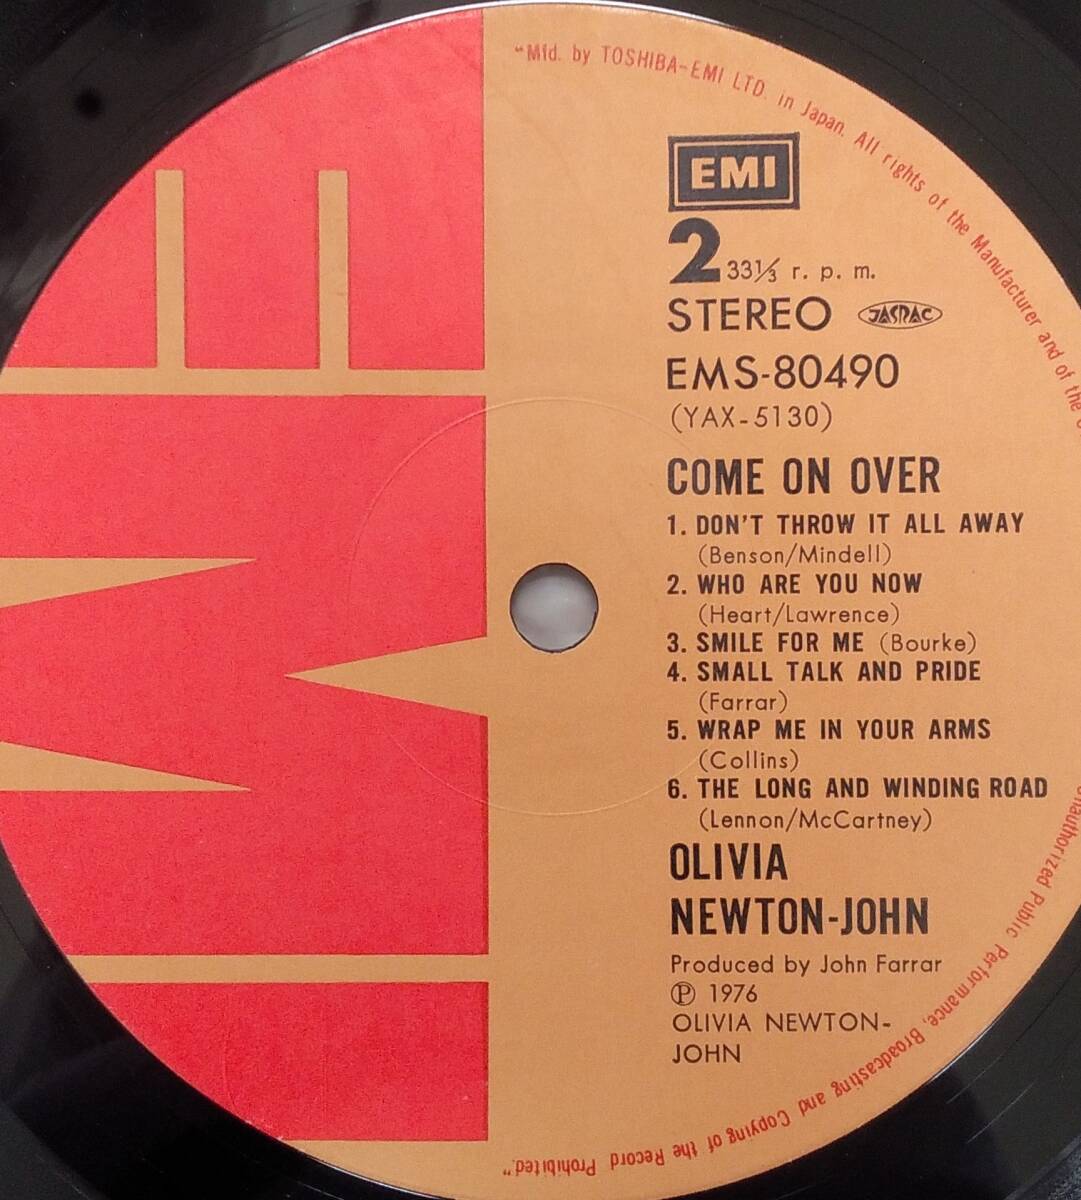 "Mfd. by TOSHIBA-EMI LTD. in Japan. All rights of the Manufacturer and of the
EMI
2 33⅓ r. p. m.
STEREO JASRAC
EMS-80490
(YAX-5130)
COME ON OVER
1. DON'T THROW IT ALL AWAY
(Benson/Mindell)
2. WHO ARE YOU NOW
(Heart/Lawrence)
3. SMILE FOR ME (Bourke)
4. SMALL TALK AND PRIDE
(Farrar)
5. WRAP ME IN YOUR ARMS
(Collins)
6. THE LONG AND WINDING ROAD
(Lennon/McCartney)
OLIVIA
NEWTON-JOHN
Produced by John Farrar
Ⓟ 1976
OLIVIA NEWTON-
JOHN
Public Performance, Broadcasting and Copying of the Record Prohibited."